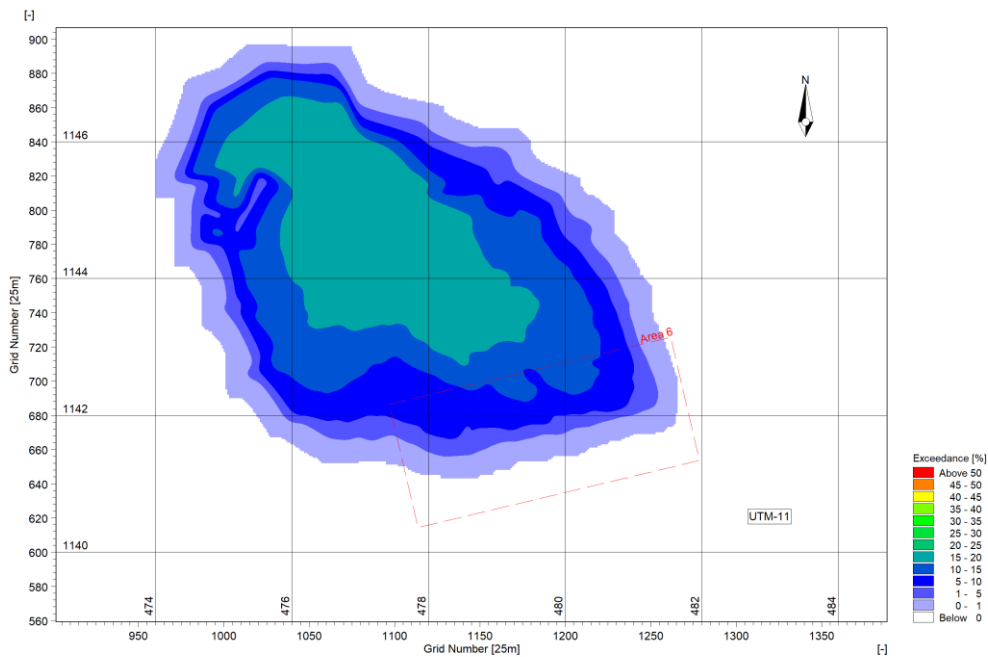 [-]
900
880
860
1146
840
820
800
780
1144
760
740
720
700
1142
680
660
640
620
1140
600
580
560
Grid Number [25m]
N
Area 6
UTM-11
474
476
478
480
482
484
950 1000 1050 1100 1150 1200 1250 1300 1350
Grid Number [25m]
[-]
Exceedance [%]
Above 50
45 - 50
40 - 45
35 - 40
30 - 35
25 - 30
20 - 25
15 - 20
10 - 15
5 - 10
1 - 5
0 - 1
Below 0